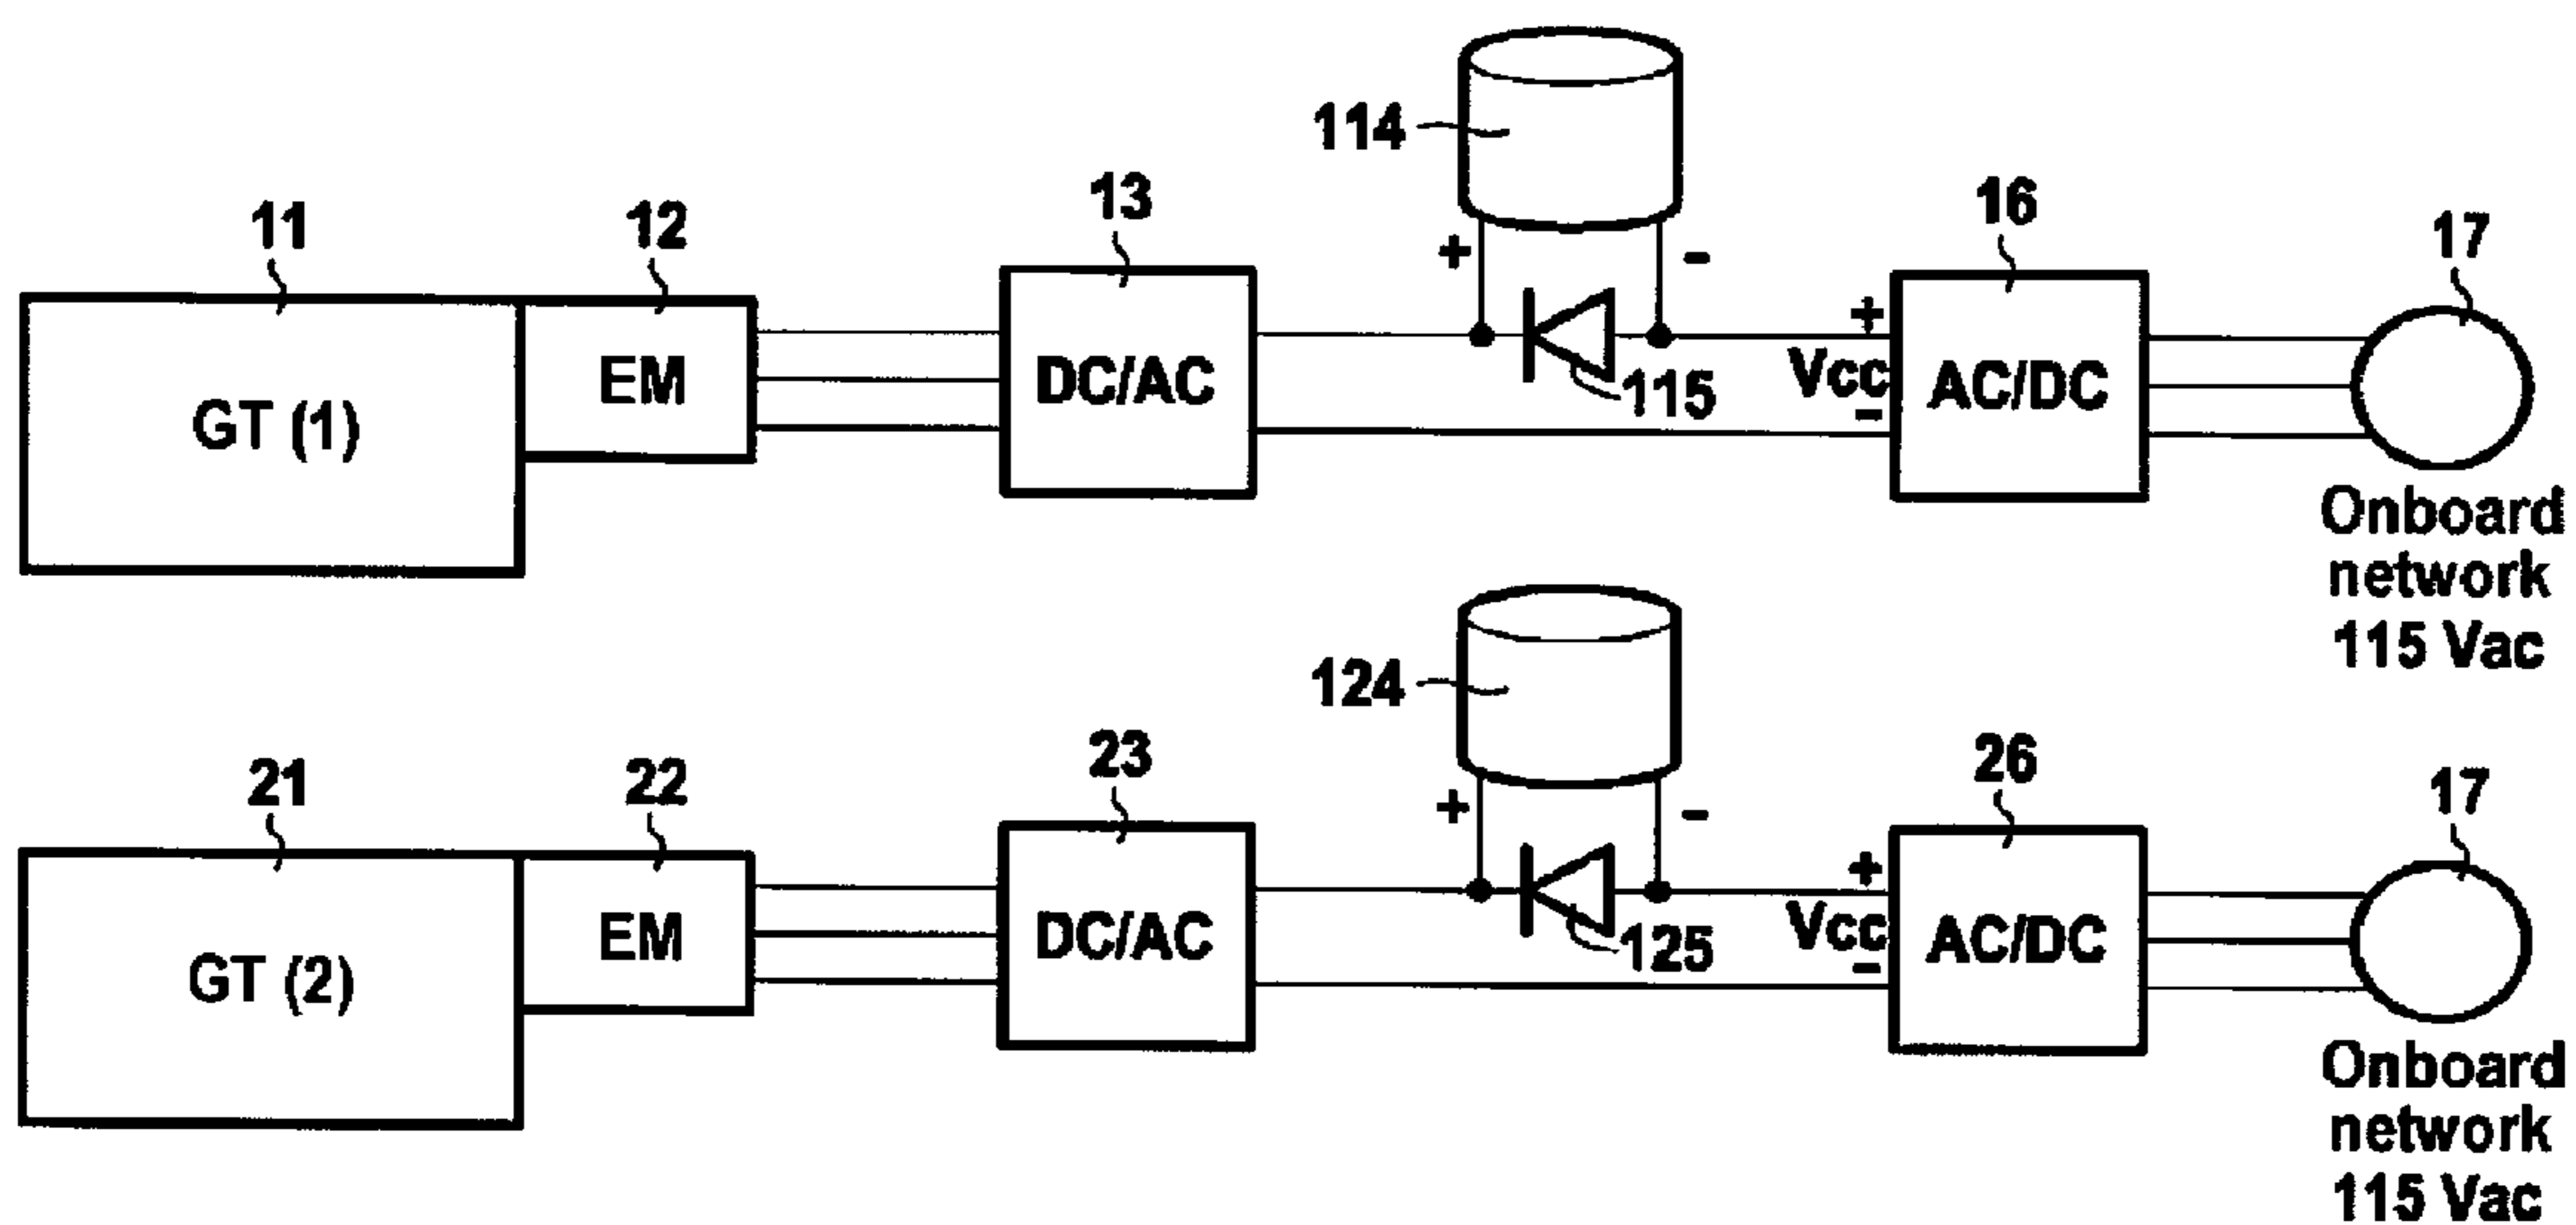 114
11
12
13
16
17
+
-
GT (1)
EM
DC/AC
115
+
Vcc
-
AC/DC
Onboard
network
115 Vac
124
21
22
23
26
17
+
-
GT (2)
EM
DC/AC
125
+
Vcc
-
AC/DC
Onboard
network
115 Vac